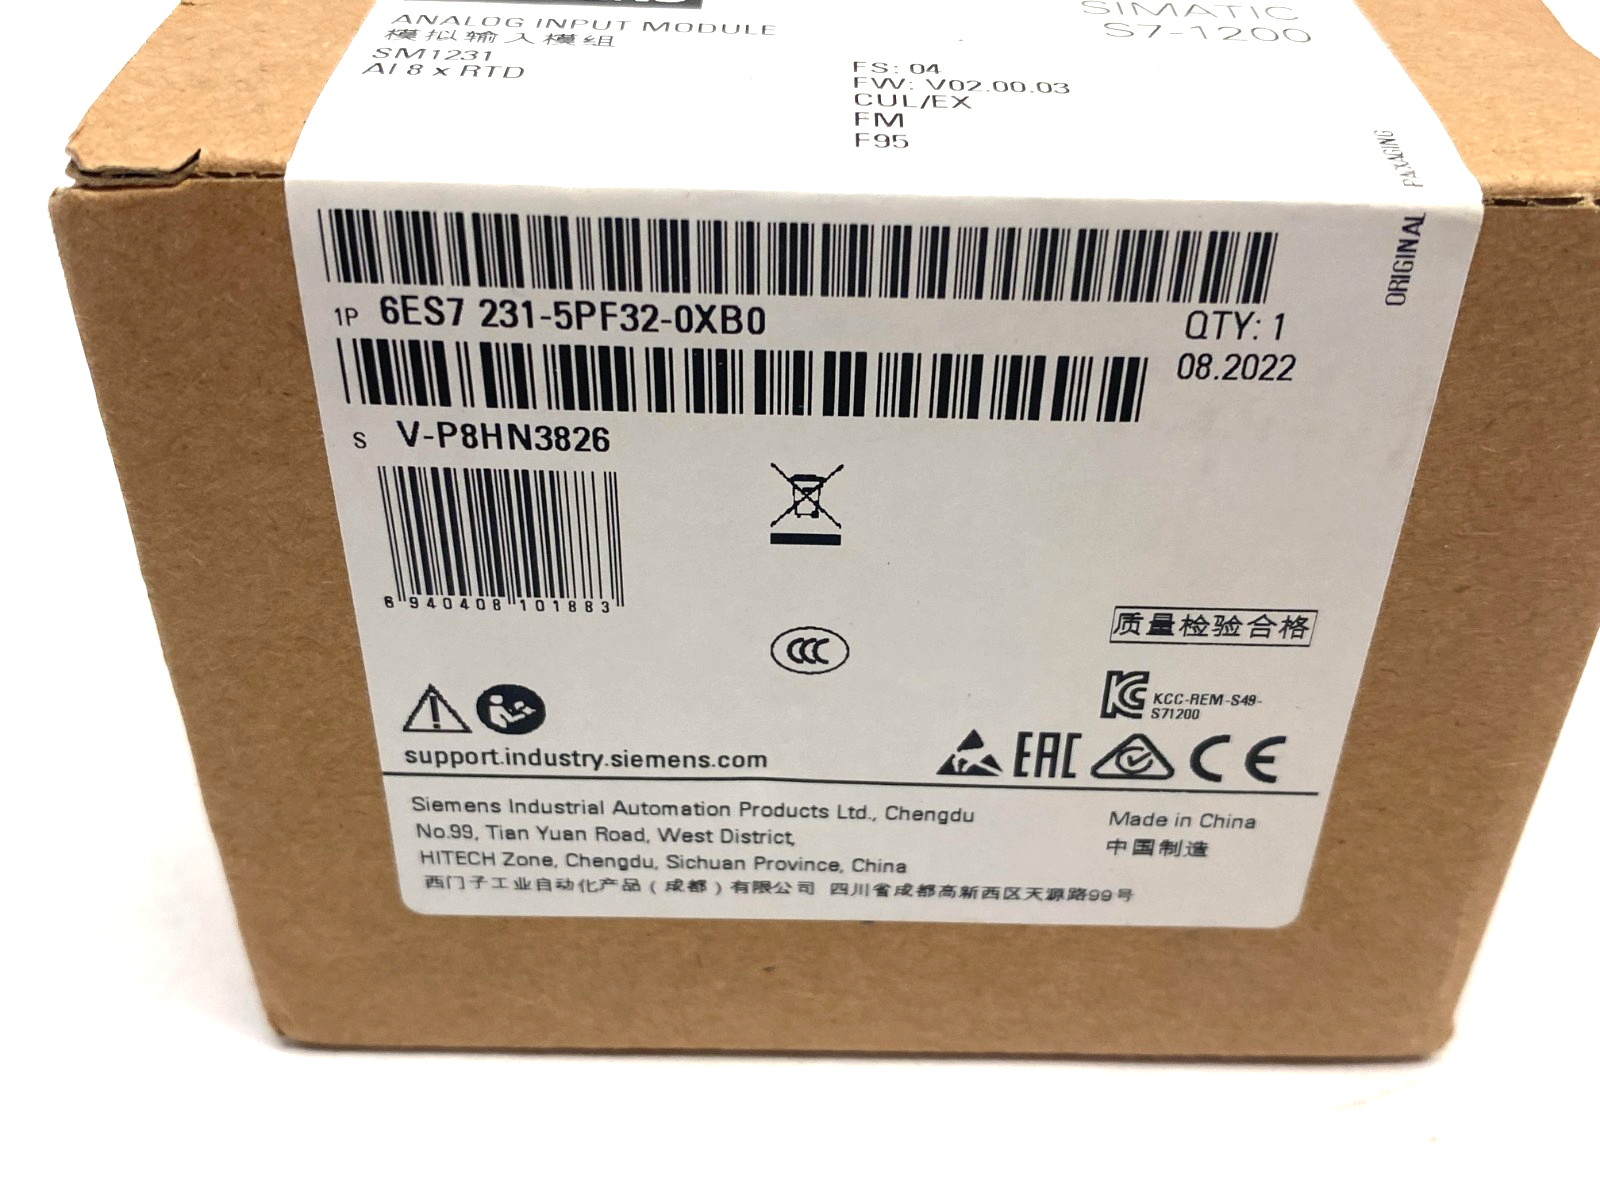 ANALOG INPUT MODULE
模拟输入模组
SM1231
AI 8 x RTD
SIMATIC
S7-1200
FS: 04
FW: V02.00.03
CUL/EX
FM
F95
ORIGINAL PACKAGING
1P 6ES7 231-5PF32-0XB0
QTY: 1
08.2022
S V-P8HN3826
6 940408 101883
质量检验合格
CCC
KCC-REM-S49-
S71200
EAC
CE
support.industry.siemens.com
Siemens Industrial Automation Products Ltd., Chengdu
No.99, Tian Yuan Road, West District,
HITECH Zone, Chengdu, Sichuan Province, China
西门子工业自动化产品(成都)有限公司 四川省成都高新西区天源路99号
Made in China
中国制造